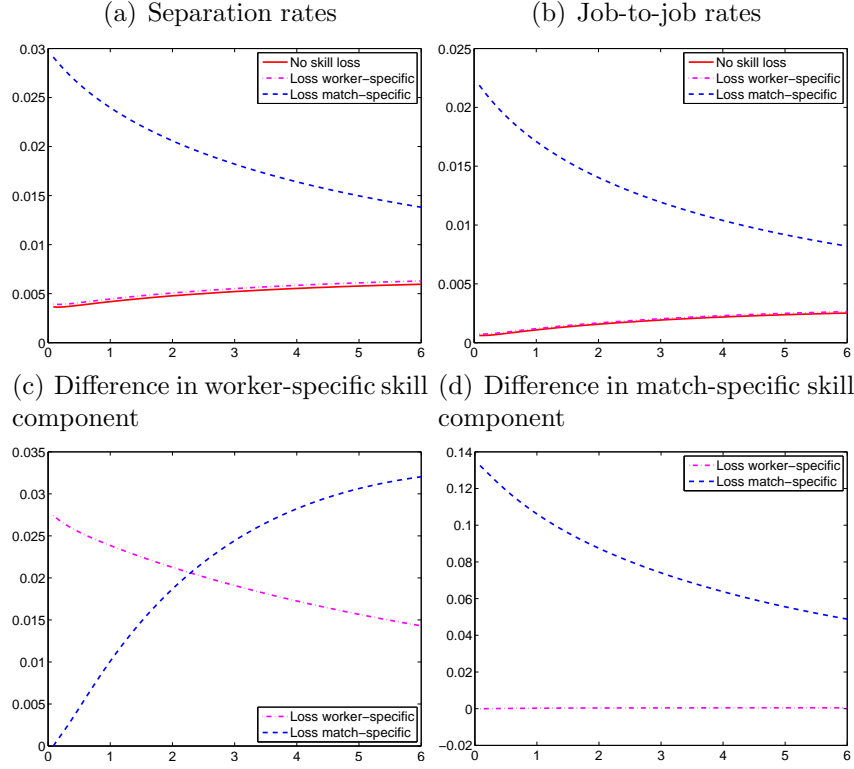 (a) Separation rates
0.03
0.025
0.02
0.015
0.01
0.005
0
0 1 2 3 4 5 6
No skill loss
Loss worker−specific
Loss match−specific
(b) Job-to-job rates
0.025
0.02
0.015
0.01
0.005
0
0 1 2 3 4 5 6
No skill loss
Loss worker−specific
Loss match−specific
(c) Difference in worker-specific skill
component
0.035
0.03
0.025
0.02
0.015
0.01
0.005
0
0 1 2 3 4 5 6
Loss worker−specific
Loss match−specific
(d) Difference in match-specific skill
component
0.14
0.12
0.1
0.08
0.06
0.04
0.02
0
−0.02
0 1 2 3 4 5 6
Loss worker−specific
Loss match−specific